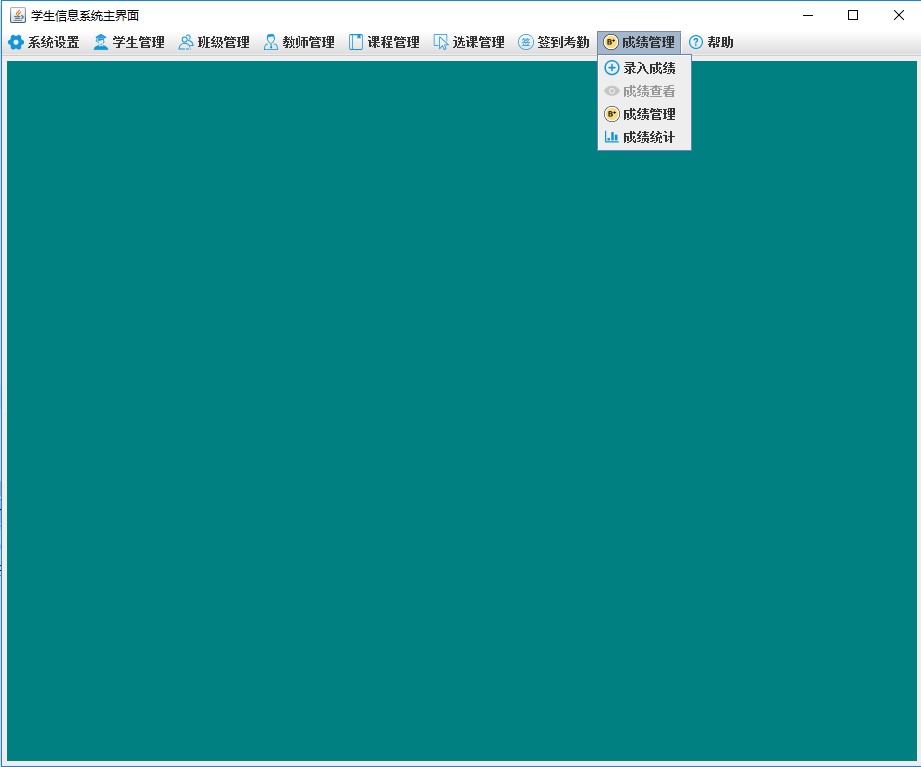 学生信息系统主界面
系统设置 学生管理 班级管理 教师管理 课程管理 选课管理 签到考勤 成绩管理 帮助
录入成绩
成绩查看
成绩管理
成绩统计